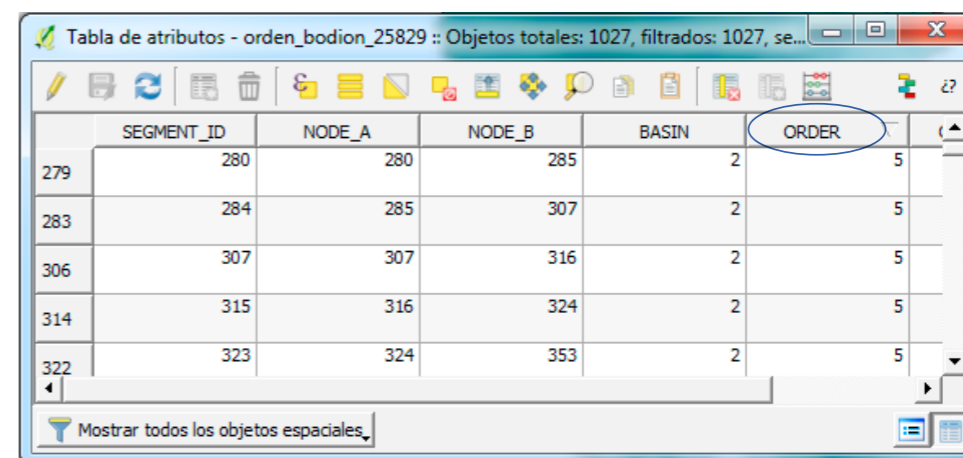 Tabla de atributos - orden_bodion_25829 :: Objetos totales: 1027, filtrados: 1027, se...
SEGMENT_ID NODE_A NODE_B BASIN ORDER
279 280 280 285 2 5
283 284 285 307 2 5
306 307 307 316 2 5
314 315 316 324 2 5
322 323 324 353 2 5
Mostrar todos los objetos espaciales